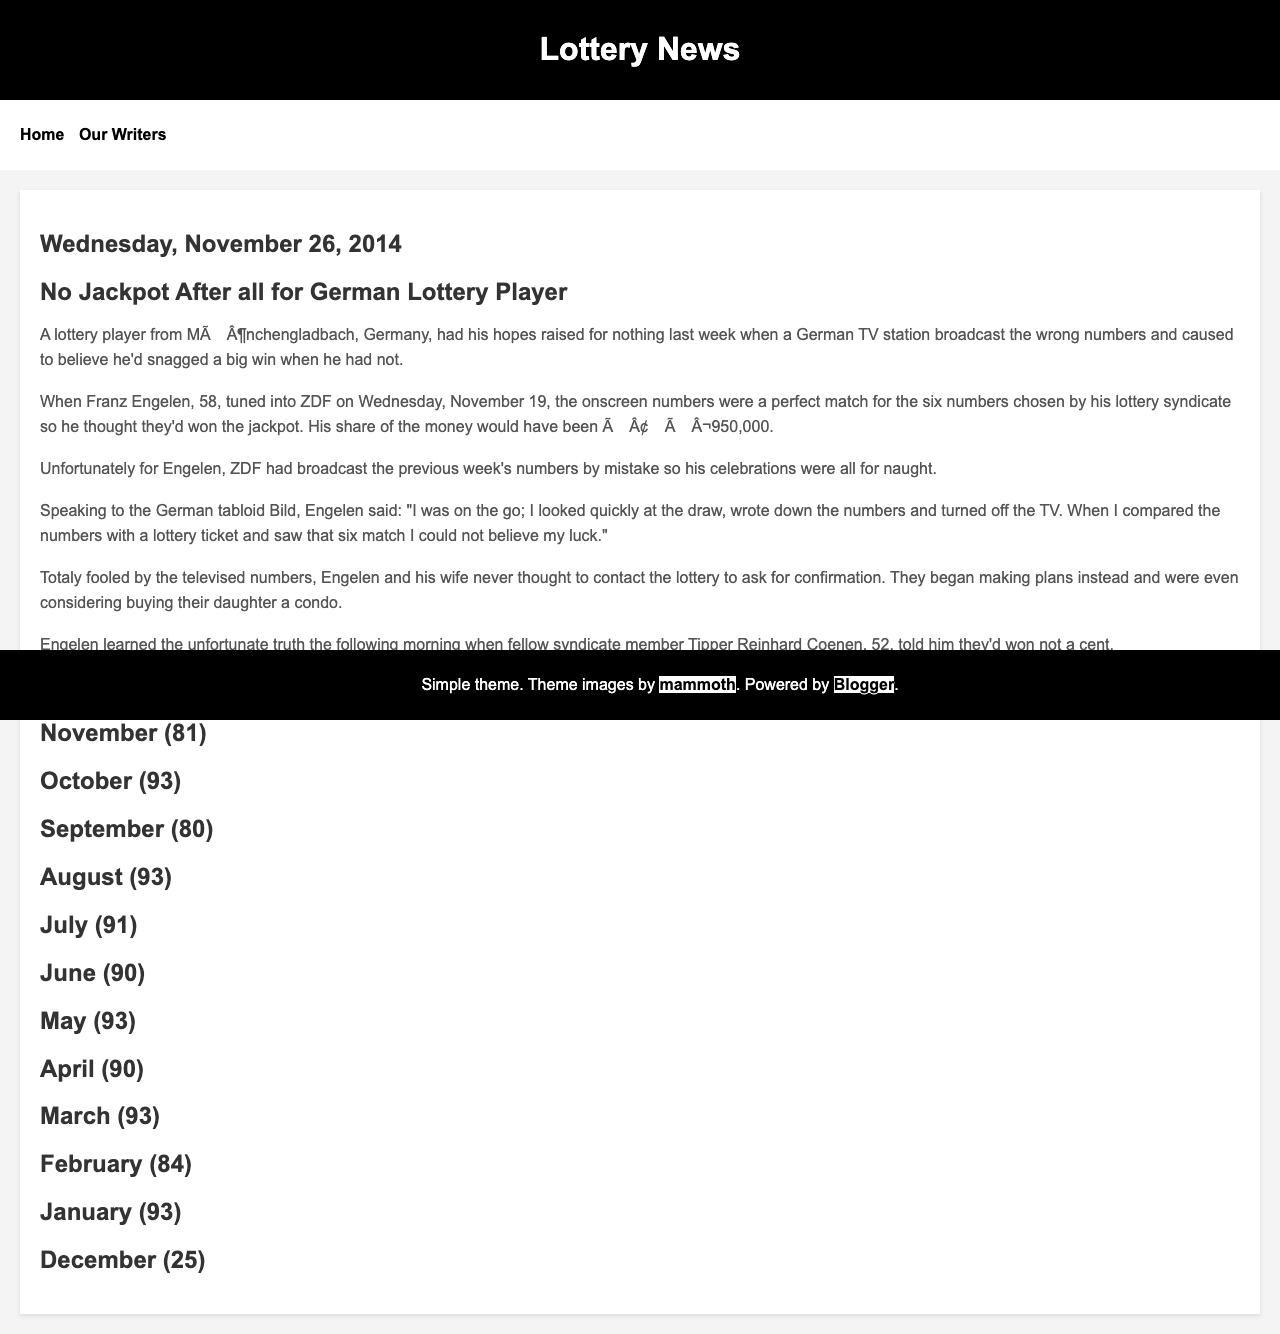 Lottery News
Home Our Writers
Wednesday, November 26, 2014
No Jackpot After all for German Lottery Player
A lottery player from MÃ Â¶nchengladbach, Germany, had his hopes raised for nothing last week when a German TV station broadcast the wrong numbers and caused
to believe he'd snagged a big win when he had not.
When Franz Engelen, 58, tuned into ZDF on Wednesday, November 19, the onscreen numbers were a perfect match for the six numbers chosen by his lottery syndicate
so he thought they'd won the jackpot. His share of the money would have been Ã Â¢ Ã Â¬950,000.
Unfortunately for Engelen, ZDF had broadcast the previous week's numbers by mistake so his celebrations were all for naught.
Speaking to the German tabloid Bild, Engelen said: "I was on the go; I looked quickly at the draw, wrote down the numbers and turned off the TV. When I compared the
numbers with a lottery ticket and saw that six match I could not believe my luck."
Totaly fooled by the televised numbers, Engelen and his wife never thought to contact the lottery to ask for confirmation. They began making plans instead and were even
considering buying their daughter a condo.
Engelen learned the unfortunate truth the following morning when fellow syndicate member Tipper Reinhard Coenen, 52, told him they'd won not a cent.
Simple theme. Theme images by mammoth. Powered by Blogger.
November (81)
October (93)
September (80)
August (93)
July (91)
June (90)
May (93)
April (90)
March (93)
February (84)
January (93)
December (25)